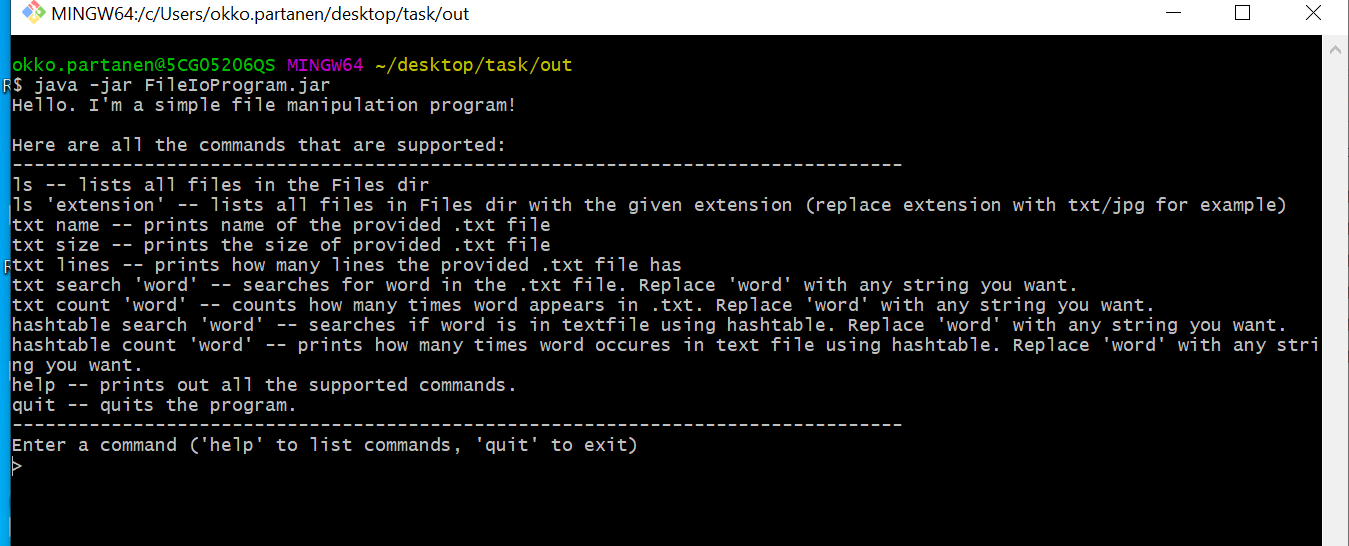 MINGW64:/c/Users/okko.partanen/desktop/task/out
okko.partanen@5CG05206QS MINGW64 ~/desktop/task/out
$ java -jar FileIoProgram.jar
Hello. I'm a simple file manipulation program!
Here are all the commands that are supported:
---------------------------------------------------------------------------------
ls -- lists all files in the Files dir
ls 'extension' -- lists all files in Files dir with the given extension (replace extension with txt/jpg for example)
txt name -- prints name of the provided .txt file
txt size -- prints the size of provided .txt file
txt lines -- prints how many lines the provided .txt file has
txt search 'word' -- searches for word in the .txt file. Replace 'word' with any string you want.
txt count 'word' -- counts how many times word appears in .txt. Replace 'word' with any string you want.
hashtable search 'word' -- searches if word is in textfile using hashtable. Replace 'word' with any string you want.
hashtable count 'word' -- prints how many times word occures in text file using hashtable. Replace 'word' with any stri
ng you want.
help -- prints out all the supported commands.
quit -- quits the program.
---------------------------------------------------------------------------------
Enter a command ('help' to list commands, 'quit' to exit)
>